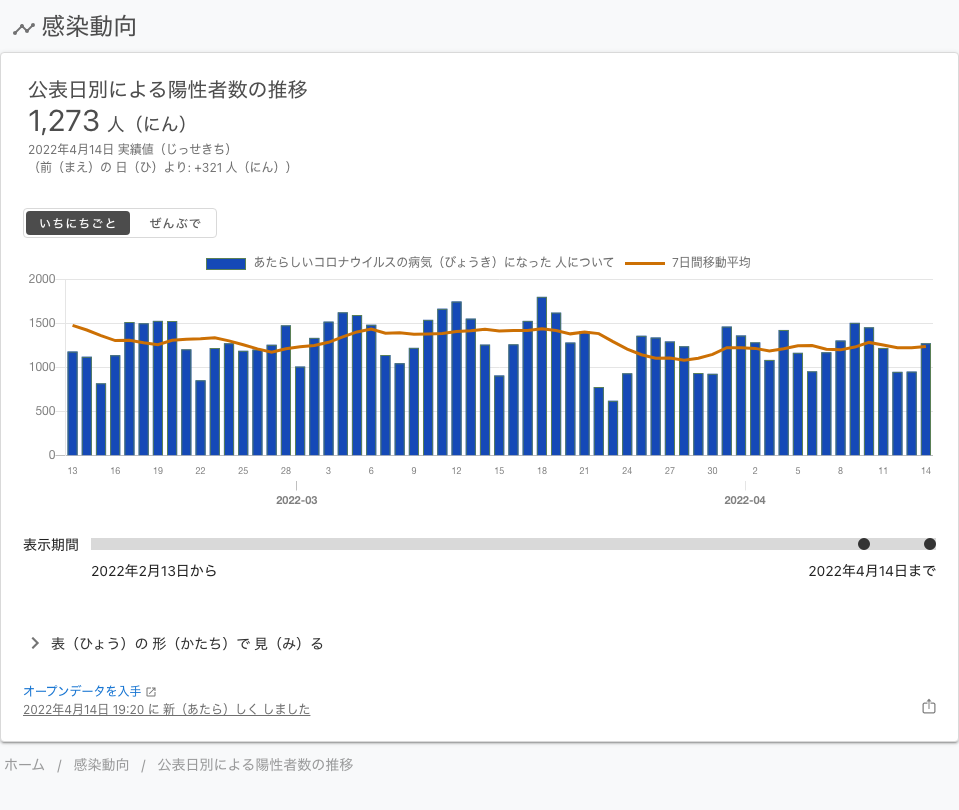 感染動向
公表日別による陽性者数の推移
1,273 人（にん）
2022年4月14日 実績値（じっせきち）
（前（まえ）の 日（ひ）より: +321 人（にん））
いちにちごと ぜんぶで
あたらしいコロナウイルスの病気（びょうき）になった 人について 7日間移動平均
2000
1500
1000
500
0
13 16 19 22 25 28 3 6 9 12 15 18 21 24 27 30 2 5 8 11 14
2022-03 2022-04
表示期間
2022年2月13日から 2022年4月14日まで
表（ひょう）の 形（かたち）で 見（み）る
オープンデータを入手
2022年4月14日 19:20 に 新（あたら）しく しました
ホーム / 感染動向 / 公表日別による陽性者数の推移